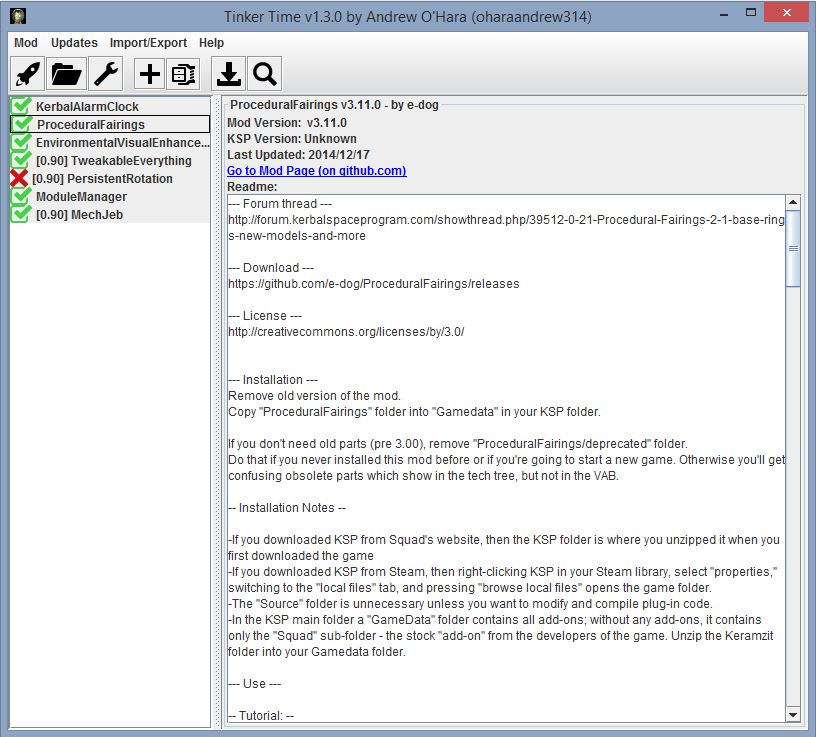 Tinker Time v1.3.0 by Andrew O'Hara (oharaandrew314)
Mod Updates Import/Export Help
KerbalAlarmClock
ProceduralFairings
EnvironmentalVisualEnhance...
[0.90] TweakableEverything
[0.90] PersistentRotation
ModuleManager
[0.90] MechJeb
ProceduralFairings v3.11.0 - by e-dog
Mod Version: v3.11.0
KSP Version: Unknown
Last Updated: 2014/12/17
Go to Mod Page (on github.com)
Readme:
--- Forum thread ---
http://forum.kerbalspaceprogram.com/showthread.php/39512-0-21-Procedural-Fairings-2-1-base-ring
s-new-models-and-more
--- Download ---
https://github.com/e-dog/ProceduralFairings/releases
--- License ---
http://creativecommons.org/licenses/by/3.0/
--- Installation ---
Remove old version of the mod.
Copy "ProceduralFairings" folder into "Gamedata" in your KSP folder.
If you don't need old parts (pre 3.00), remove "ProceduralFairings/deprecated" folder.
Do that if you never installed this mod before or if you're going to start a new game. Otherwise you'll get
confusing obsolete parts which show in the tech tree, but not in the VAB.
-- Installation Notes --
-If you downloaded KSP from Squad's website, then the KSP folder is where you unzipped it when you
first downloaded the game
-If you downloaded KSP from Steam, then right-clicking KSP in your Steam library, select "properties,"
switching to the "local files" tab, and pressing "browse local files" opens the game folder.
-The "Source" folder is unnecessary unless you want to modify and compile plug-in code.
-In the KSP main folder a "GameData" folder contains all add-ons; without any add-ons, it contains
only the "Squad" sub-folder - the stock "add-on" from the developers of the game. Unzip the Keramzit
folder into your Gamedata folder.
--- Use ---
-- Tutorial: --